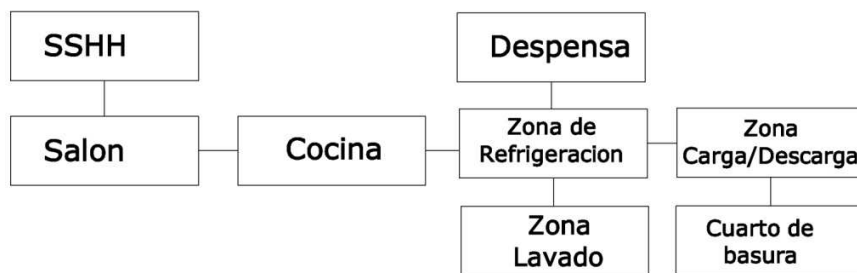 SSHH
Despensa
Salon
Cocina
Zona de
Refrigeracion
Zona
Carga/Descarga
Zona
Lavado
Cuarto de
basura